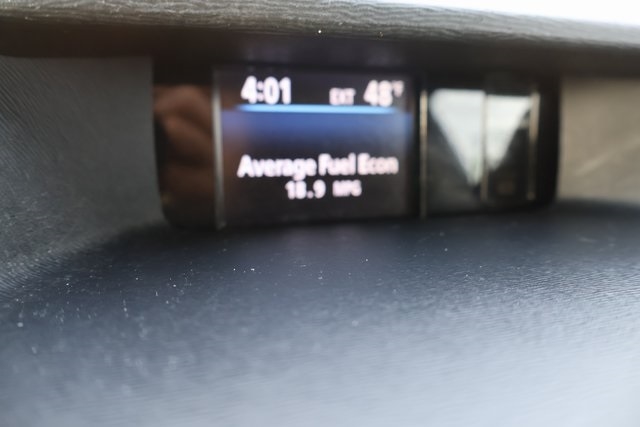 4:01 EXT 48°F
Average Fuel Econ
18.9 MPG